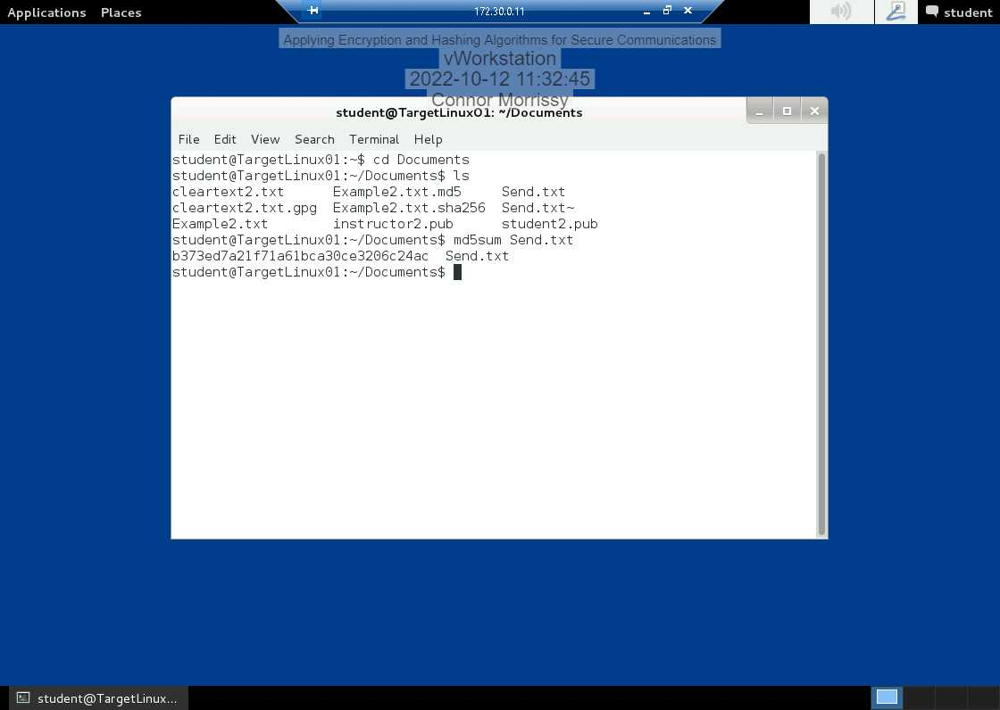 Applications Places 172.30.0.11 student
Applying Encryption and Hashing Algorithms for Secure Communications
vWorkstation
2022-10-12 11:32:45
Connor Morrissy
student@TargetLinux01: ~/Documents
File Edit View Search Terminal Help
student@TargetLinux01:~$ cd Documents
student@TargetLinux01:~/Documents$ ls
cleartext2.txt      Example2.txt.md5     Send.txt
cleartext2.txt.gpg  Example2.txt.sha256  Send.txt~
Example2.txt        instructor2.pub      student2.pub
student@TargetLinux01:~/Documents$ md5sum Send.txt
b373ed7a21f71a61bca30ce3206c24ac  Send.txt
student@TargetLinux01:~/Documents$
student@TargetLinux...